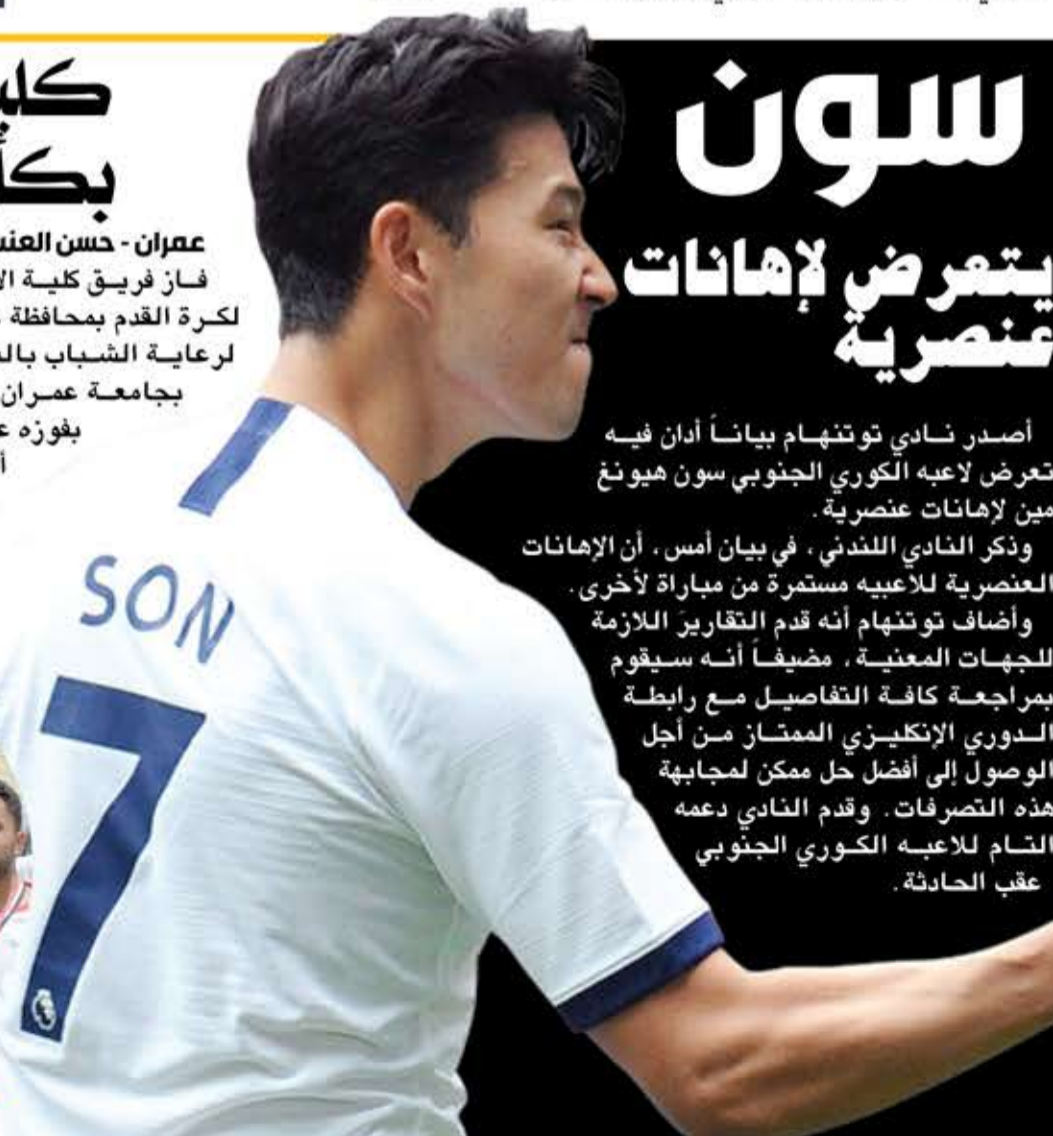 سون
يتعرض لإهانات
عنصرية
أصدر نادي توتنهام بياناً أدان فيه
تعرض لاعبه الكوري الجنوبي سون هيونغ
مين لإهانات عنصرية.
وذكر النادي اللندني، في بيان أمس، أن الإهانات
العنصرية للاعبيه مستمرة من مباراة لأخرى.
وأضاف توتنهام أنه قدم التقاريرَ اللازمة
للجهات المعنية، مضيفاً أنه سيقوم
بمراجعة كافة التفاصيل مع رابطة
الدوري الإنكليزي الممتاز من أجل
الوصول إلى أفضل حل ممكن لمجابهة
هذه التصرفات. وقدم النادي دعمه
التام للاعبه الكوري الجنوبي
عقب الحادثة.
عمران - حسن
فاز فريق كلية
لكرة القدم بمحافظة
لرعاية الشباب
بجامعة عمران
بفوزه
SON
7